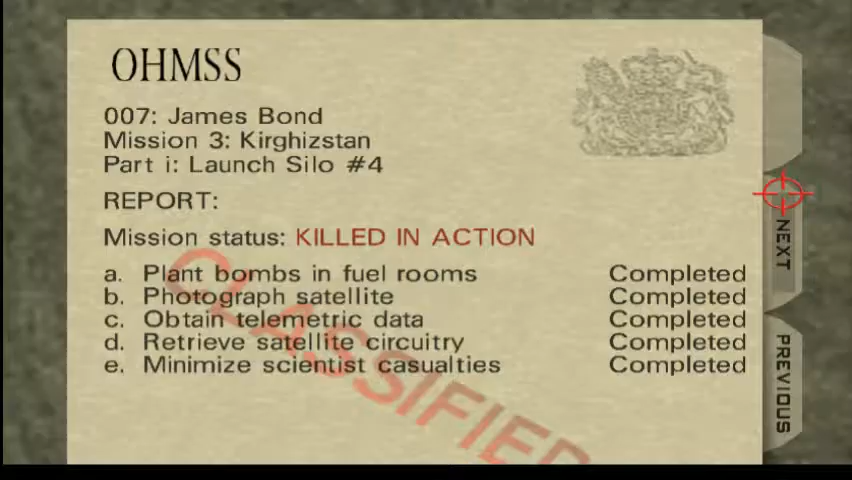 OHMSS
007: James Bond
Mission 3: Kirghizstan
Part i: Launch Silo #4
REPORT:
Mission status: KILLED IN ACTION
a. Plant bombs in fuel rooms Completed
b. Photograph satellite Completed
c. Obtain telemetric data Completed
d. Retrieve satellite circuitry Completed
e. Minimize scientist casualties Completed
CLASSIFIED
NEXT
PREVIOUS